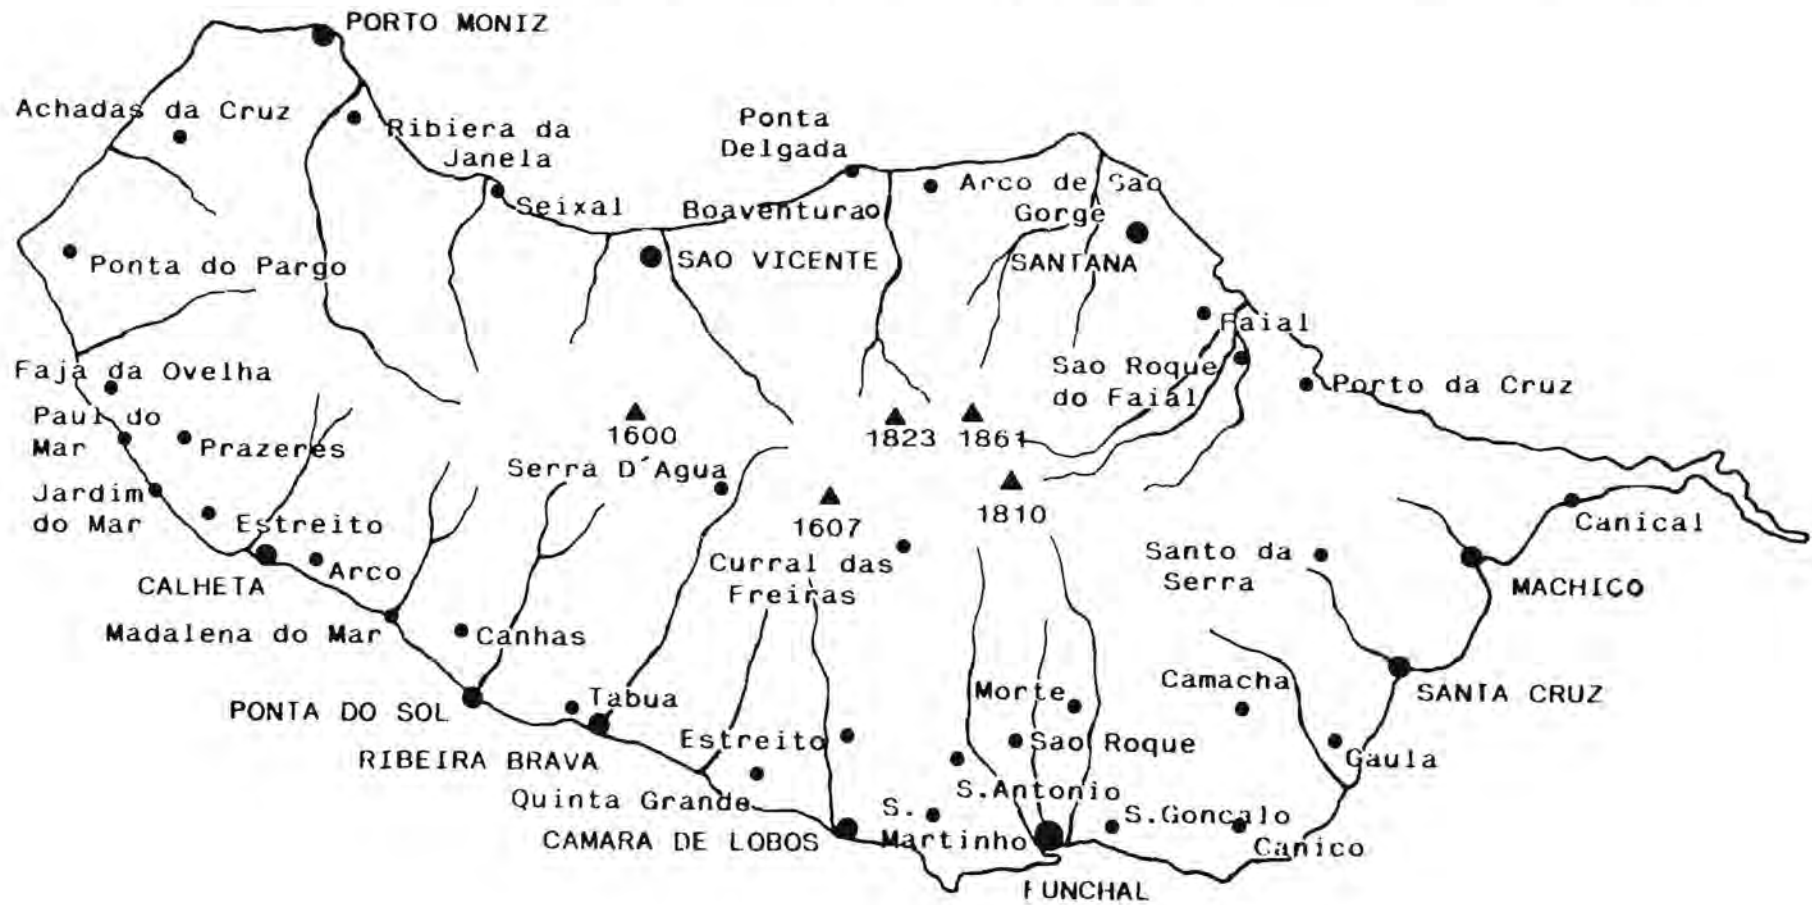 PORTO MONIZ
Achadas da Cruz
Ribiera da
Janela
Ponta
Delgada
Seixal
Boaventura
Arco de Sao
Gorge
Ponta do Pargo
SAO VICENTE
SANTANA
Faial
Faja da Ovelha
Sao Roque
do Faial
Porto da Cruz
Paul do
Mar
Prazeres
1600
1823
1861
Serra D´Agua
Jardim
do Mar
Estreito
1607
1810
Canical
Arco
Curral das
Freiras
Santo da
Serra
CALHETA
MACHICO
Madalena do Mar
Canhas
Camacha
SANTA CRUZ
PONTA DO SOL
Tabua
Morte
RIBEIRA BRAVA
Estreito
Sao Roque
Gaula
Quinta Grande
S.Antonio
S.
Martinho
S.Goncalo
CAMARA DE LOBOS
Canico
FUNCHAL